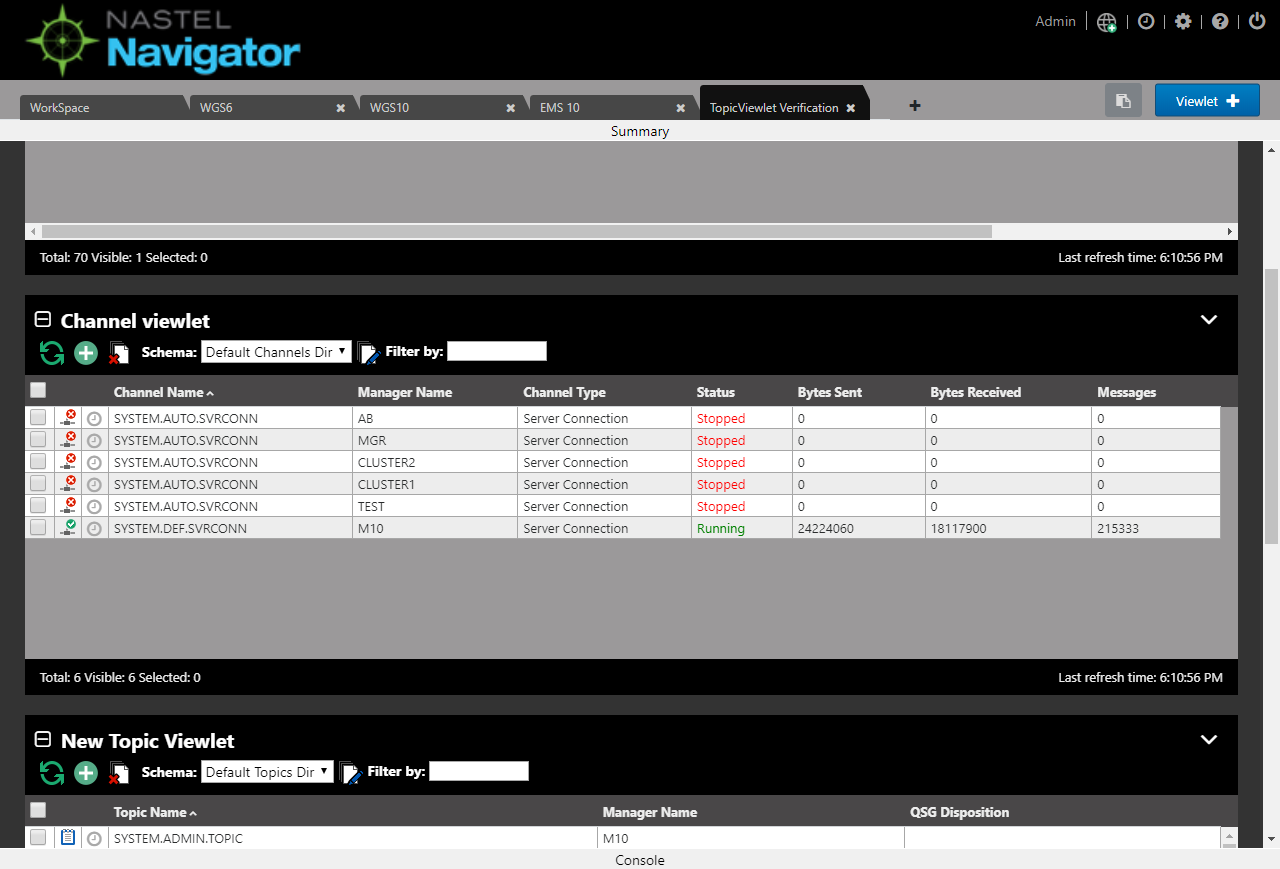 NASTEL
Navigator
Admin
WorkSpace WGS6 WGS10 EMS 10 TopicViewlet Verification
Viewlet
Summary
Total: 70 Visible: 1 Selected: 0 Last refresh time: 6:10:56 PM
Channel viewlet
Schema: Default Channels Dir Filter by:
Channel Name Manager Name Channel Type Status Bytes Sent Bytes Received Messages
SYSTEM.AUTO.SVRCONN AB Server Connection Stopped 0 0 0
SYSTEM.AUTO.SVRCONN MGR Server Connection Stopped 0 0 0
SYSTEM.AUTO.SVRCONN CLUSTER2 Server Connection Stopped 0 0 0
SYSTEM.AUTO.SVRCONN CLUSTER1 Server Connection Stopped 0 0 0
SYSTEM.AUTO.SVRCONN TEST Server Connection Stopped 0 0 0
SYSTEM.DEF.SVRCONN M10 Server Connection Running 24224060 18117900 215333
Total: 6 Visible: 6 Selected: 0 Last refresh time: 6:10:56 PM
New Topic Viewlet
Schema: Default Topics Dir Filter by:
Topic Name Manager Name QSG Disposition
SYSTEM.ADMIN.TOPIC M10
Console